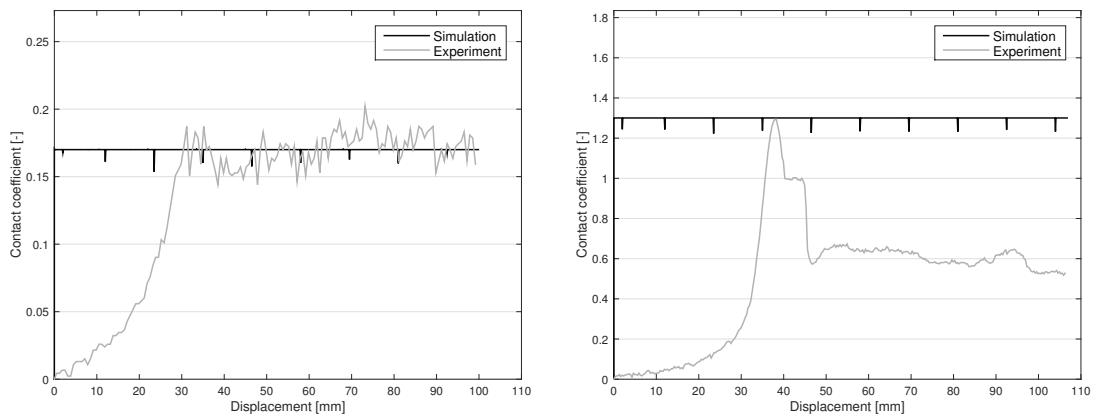 0.25
0.2
0.15
0.1
0.05
0
0 10 20 30 40 50 60 70 80 90 100 110
Displacement [mm]
Contact coefficient [-]
Simulation
Experiment
1.8
1.6
1.4
1.2
1
0.8
0.6
0.4
0.2
0
0 10 20 30 40 50 60 70 80 90 100 110
Displacement [mm]
Contact coefficient [-]
Simulation
Experiment